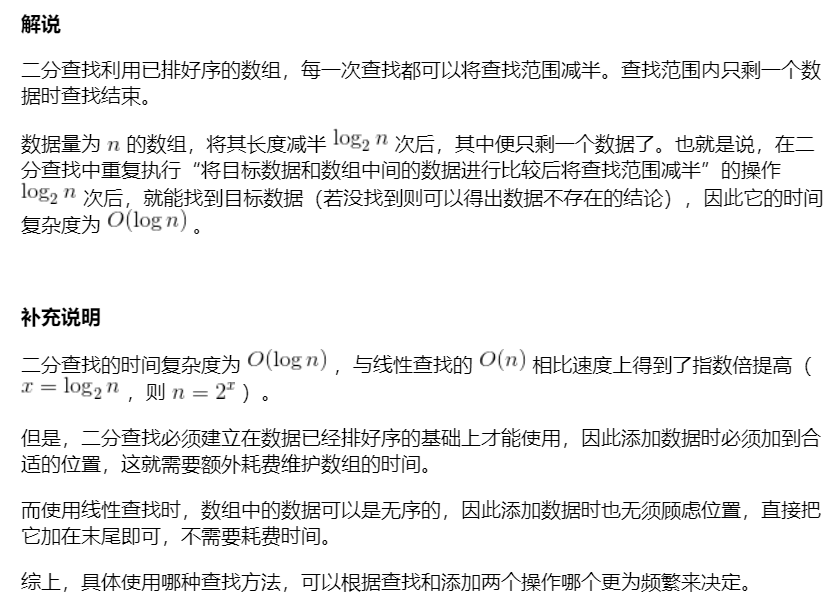 解说
二分查找利用已排好序的数组，每一次查找都可以将查找范围减半。查找范围内只剩一个数
据时查找结束。
数据量为 n 的数组，将其长度减半 log₂ n 次后，其中便只剩一个数据了。也就是说，在二
分查找中重复执行“将目标数据和数组中间的数据进行比较后将查找范围减半”的操作
log₂ n 次后，就能找到目标数据（若没找到则可以得出数据不存在的结论），因此它的时间
复杂度为 O(log n) 。
补充说明
二分查找的时间复杂度为 O(log n) ，与线性查找的 O(n) 相比速度上得到了指数倍提高（
x = log₂ n ，则 n = 2ˣ ）。
但是，二分查找必须建立在数据已经排好序的基础上才能使用，因此添加数据时必须加到合
适的位置，这就需要额外耗费维护数组的时间。
而使用线性查找时，数组中的数据可以是无序的，因此添加数据时也无须顾虑位置，直接把
它加在末尾即可，不需要耗费时间。
综上，具体使用哪种查找方法，可以根据查找和添加两个操作哪个更为频繁来决定。